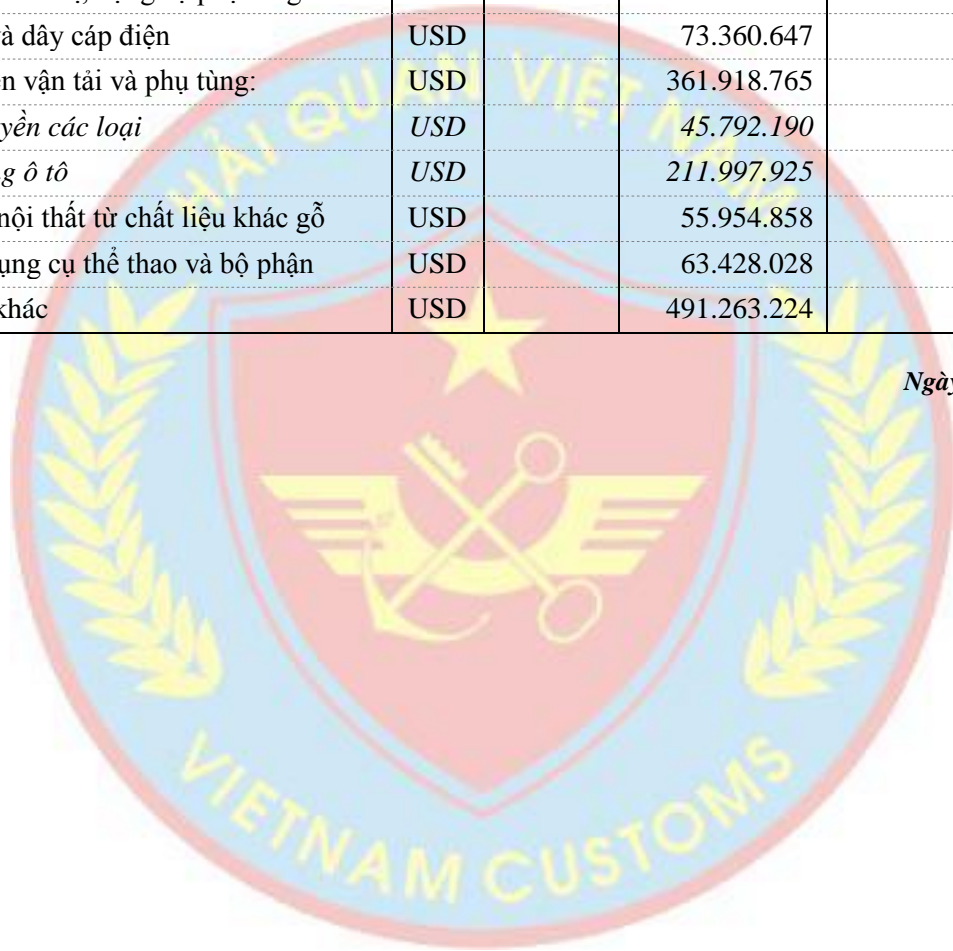 và dây cáp điện USD 73.360.647
ện vận tải và phụ tùng: USD 361.918.765
yền các loại USD 45.792.190
g ô tô USD 211.997.925
nội thất từ chất liệu khác gỗ USD 55.954.858
ụng cụ thể thao và bộ phận USD 63.428.028
khác USD 491.263.224
Ngày
HẢI QUAN VIỆT NAM
VIETNAM CUSTOMS